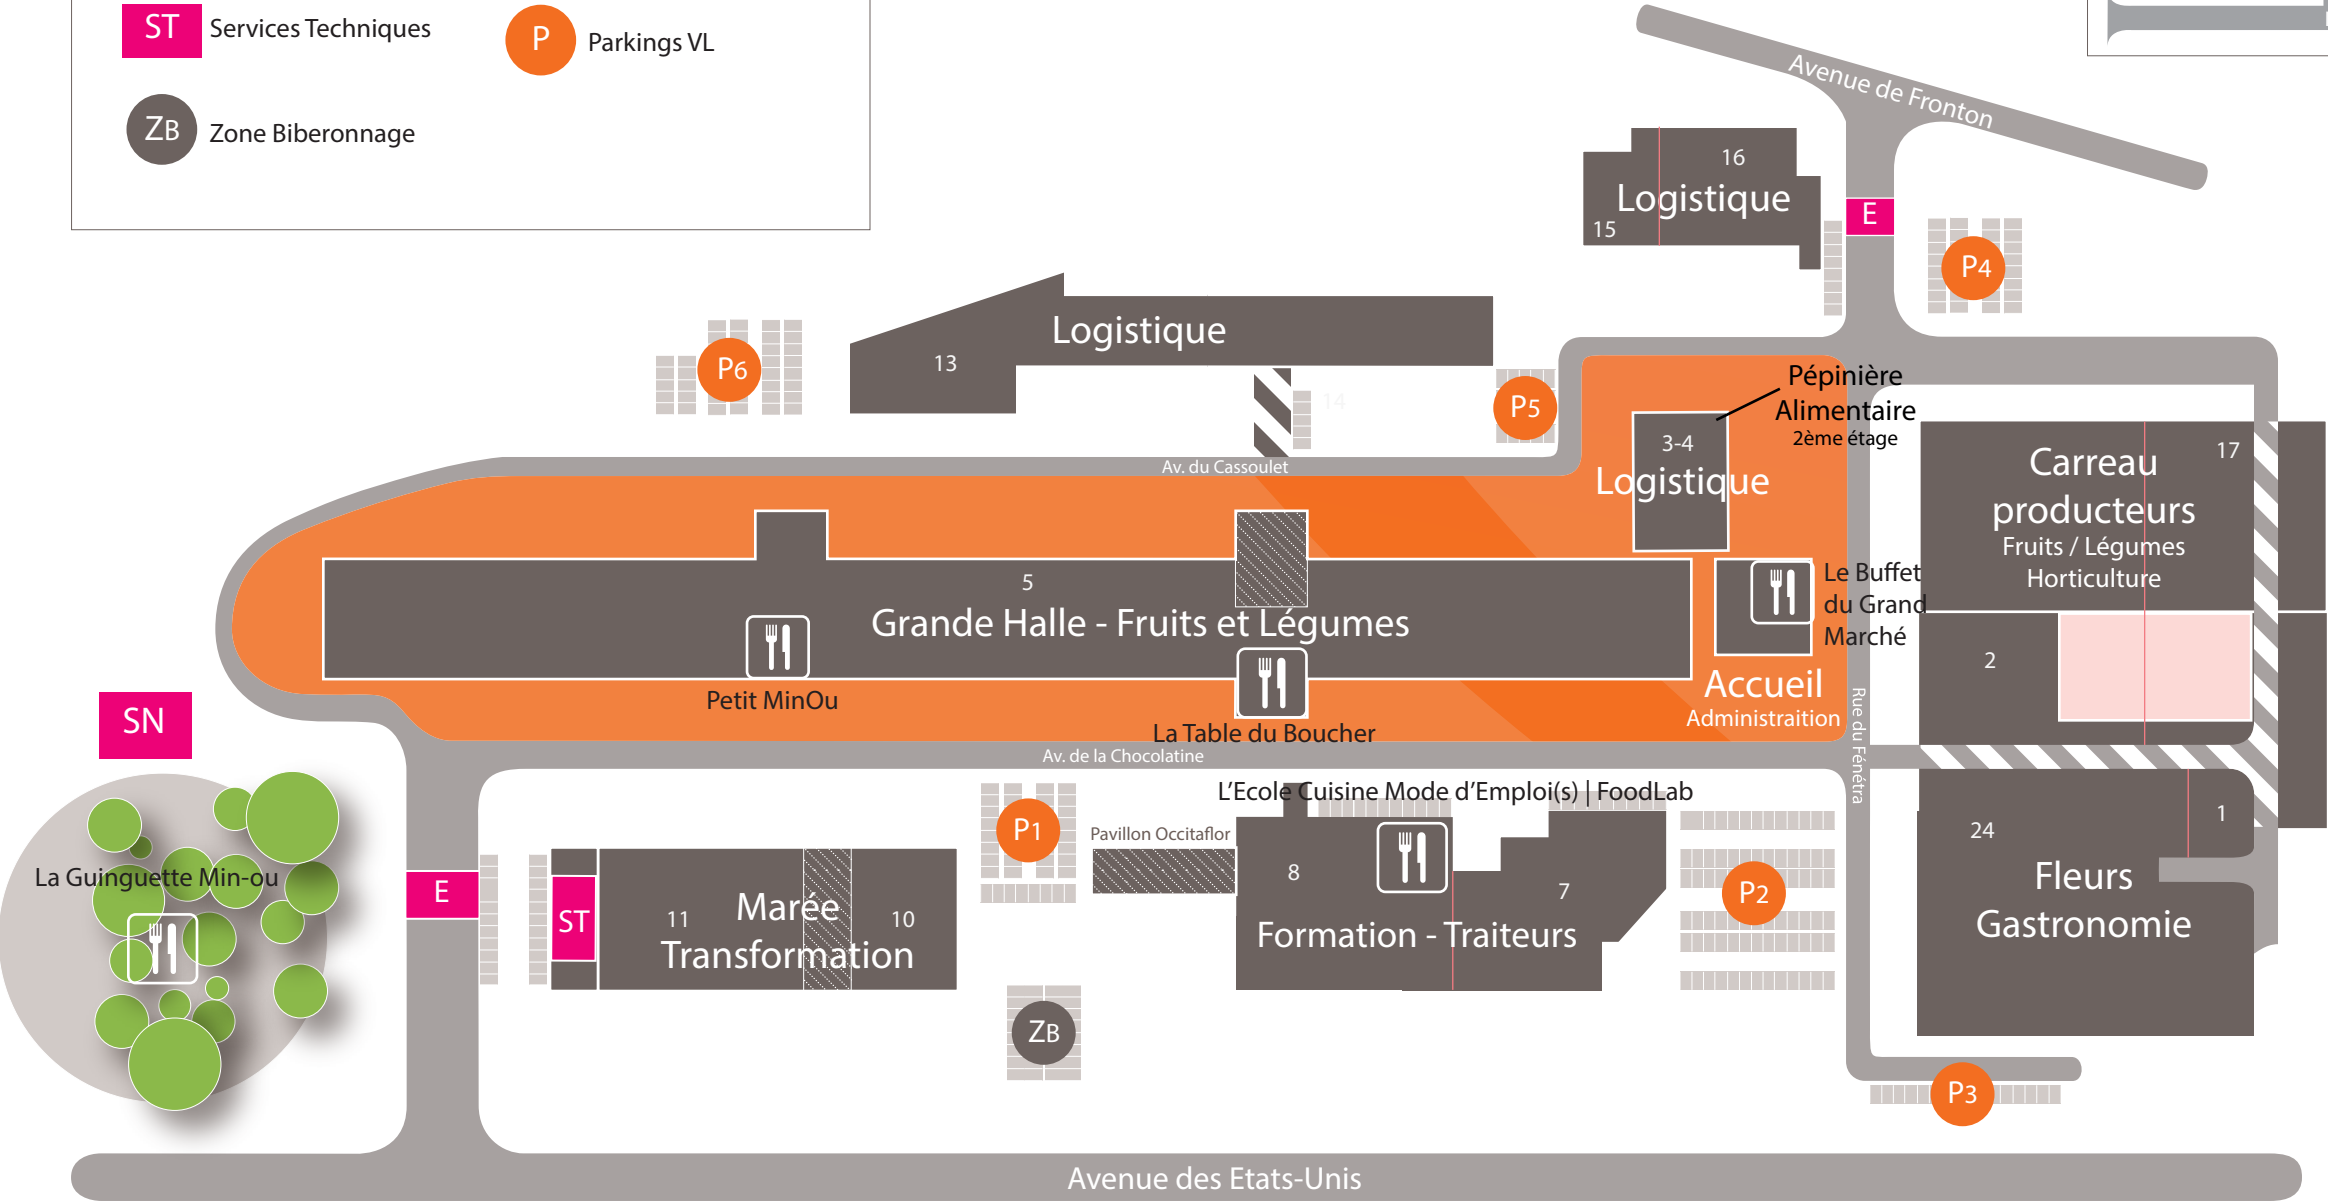 ST Services Techniques
P Parkings VL
ZB Zone Biberonnage
Avenue de Fronton
16
Logistique
15
E
P4
Logistique
13
P6
14
P5
Pépinière
Alimentaire
2ème étage
3-4
Logistique
Av. du Cassoulet
17
Carreau
producteurs
Fruits / Légumes
Horticulture
5
Grande Halle - Fruits et Légumes
Le Buffet
du Grand
Marché
2
Petit MinOu
La Table du Boucher
Accueil
Administraition
Rue du Fénétra
SN
Av. de la Chocolatine
L'Ecole Cuisine Mode d'Emploi(s) | FoodLab
P1
Pavillon Occitaflor
8
7
Formation - Traiteurs
P2
24
1
Fleurs
Gastronomie
La Guinguette Min-ou
E
ST
11
Marée
10
Transformation
ZB
P3
Avenue des Etats-Unis